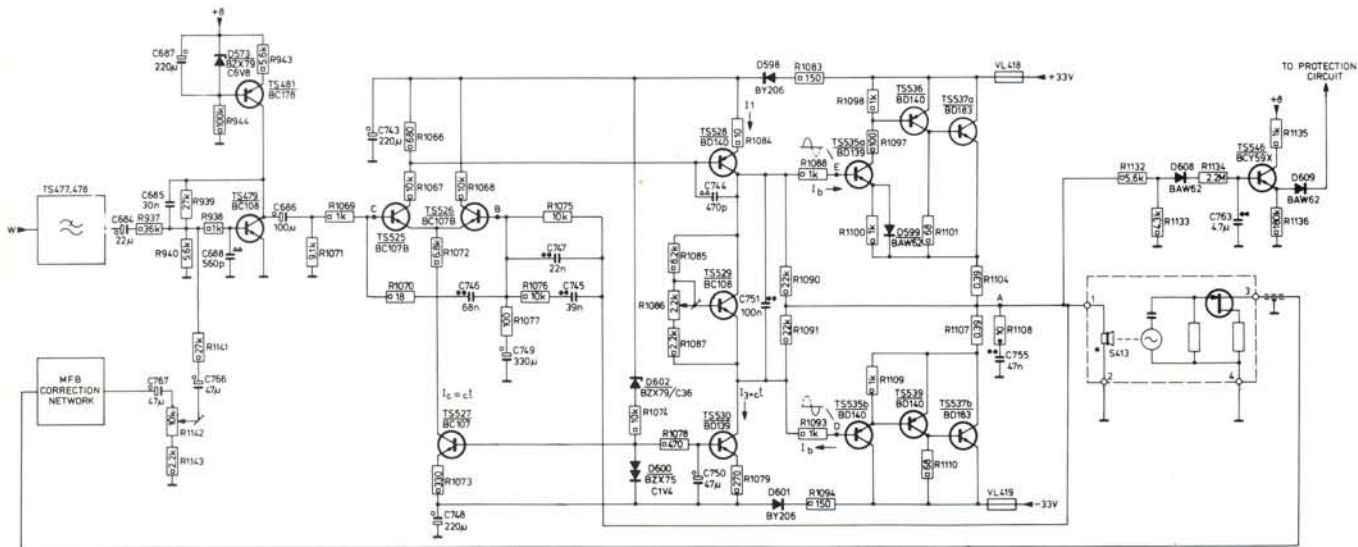 +8
C687
220µ
D573
BZX79
C6V8
5.6k
R943
TS481
BC178
100k
R944
TS477,478
W
C684
22µ
C685
30n
R937
36k
27k
R939
R938
1k
R940
5.6k
C688
560p
TS479
BC108
C686
100µ
9.1k
R1071
R1069
1k
C743
220µ
680
R1066
10k
R1067
10k
R1068
C
TS525
BC107B
TS526
BC107B
B
R1075
10k
6.8k
R1072
C747
22n
R1070
18
C746
68n
R1076
10k
C745
39n
100
R1077
C749
330µ
27k
R1141
C766
47µ
MFB
CORRECTION
NETWORK
C767
47µ
10k
R1142
2.2k
R1143
Ic=ct
TS527
BC107
330
R1073
C748
220µ
D602
BZX79/C36
10k
R1074
R1078
470
D600
BZX75
C1V4
C750
47µ
D598
BY206
R1083
150
I1
10
R1084
TS528
BD140
C744
470p
8.2k
R1085
R1086
2.2k
TS529
BC108
2.2k
R1087
C751
100n
I3=ct
TS530
BD139
270
R1079
D601
BY206
R1094
150
R1088
1k
E
Ib
TS535a
BD139
R1098
1k
100
R1097
TS536
BD140
TS537a
BD183
VL418
+33V
R1100
1k
D599
BAW62
68
R1101
22k
R1090
22k
R1091
0.39
R1104
A
R1107
0.39
10
R1108
C755
47n
R1093
1k
D
Ib
TS535b
BD140
R1109
1k
TS539
BD140
TS537b
BD183
68
R1110
VL419
-33V
TO PROTECTION
CIRCUIT
+8
1k
R1135
TS546
BCY59X
R1132
5.6k
D608
BAW62
R1134
2.2M
D609
BAW62
4.3k
R1133
C763
4.7µ
180k
R1136
1
3
S413
2
4